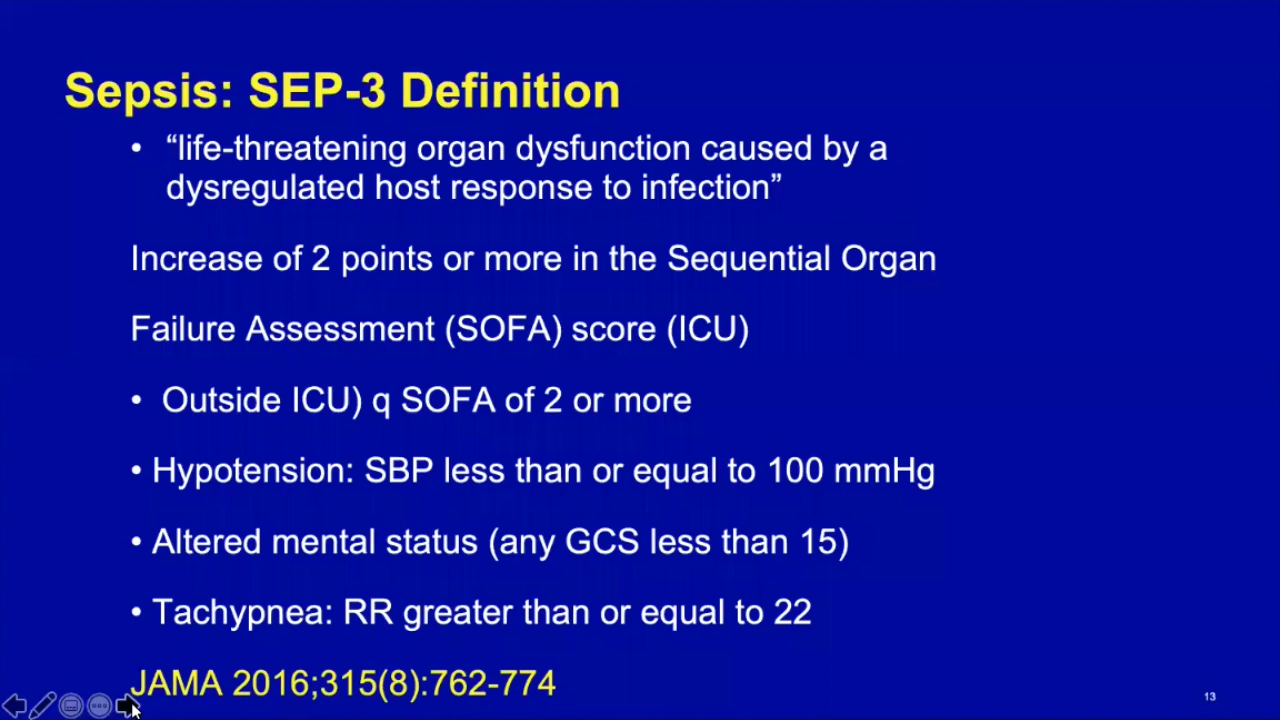 Sepsis: SEP-3 Definition
• “life-threatening organ dysfunction caused by a
dysregulated host response to infection”
Increase of 2 points or more in the Sequential Organ
Failure Assessment (SOFA) score (ICU)
• Outside ICU) q SOFA of 2 or more
• Hypotension: SBP less than or equal to 100 mmHg
• Altered mental status (any GCS less than 15)
• Tachypnea: RR greater than or equal to 22
JAMA 2016;315(8):762-774
13